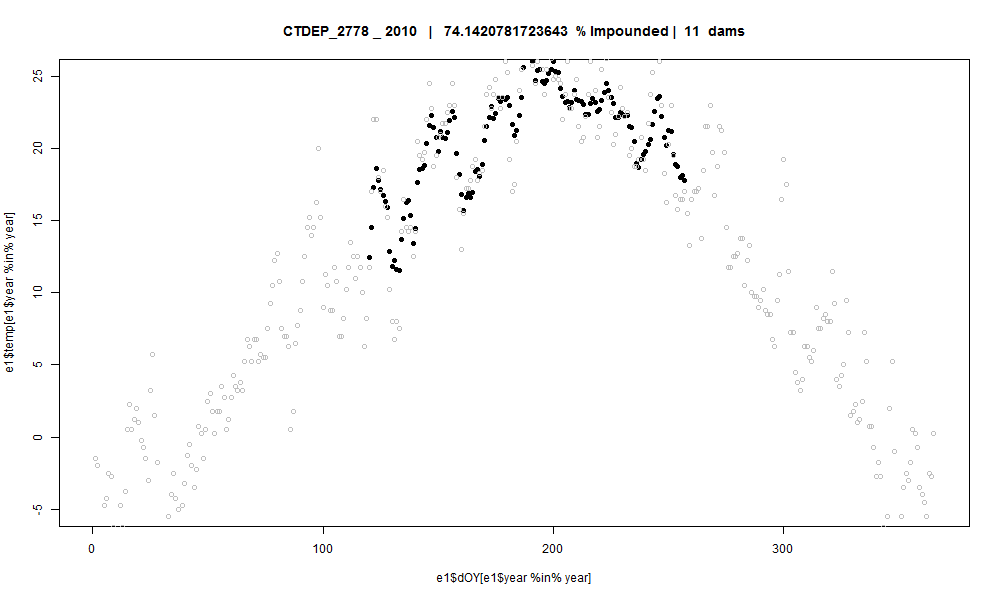 CTDEP_2778 _ 2010 | 74.1420781723643 % Impounded | 11 dams
e1$temp[e1$year %in% year]
25
20
15
10
5
0
-5
0 100 200 300
e1$dOY[e1$year %in% year]